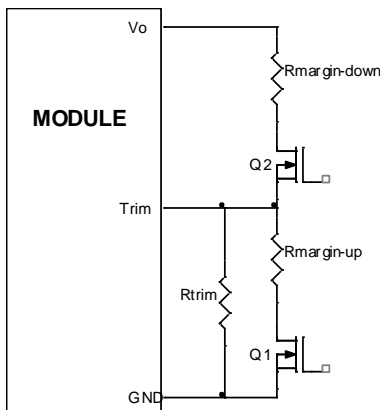 Vo
Rmargin-down
MODULE
Q2
Trim
Rmargin-up
Rtrim
Q1
GND